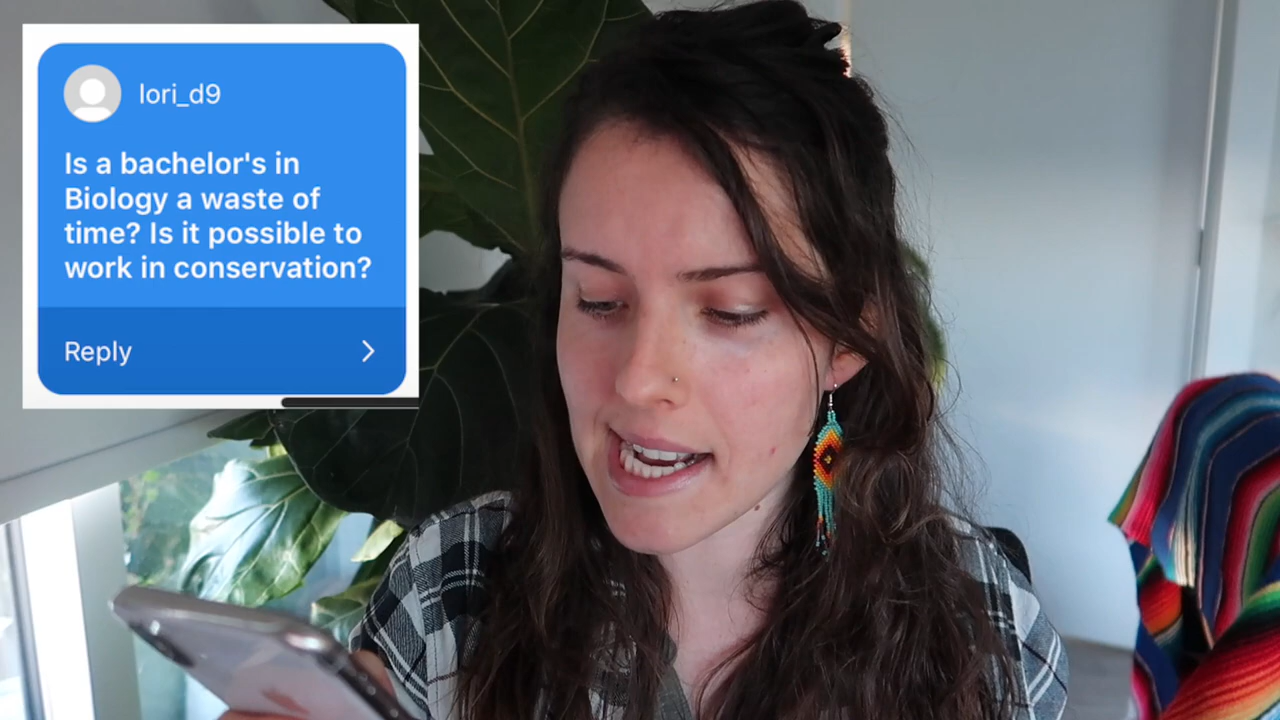 lori_d9
Is a bachelor's in
Biology a waste of
time? Is it possible to
work in conservation?
Reply